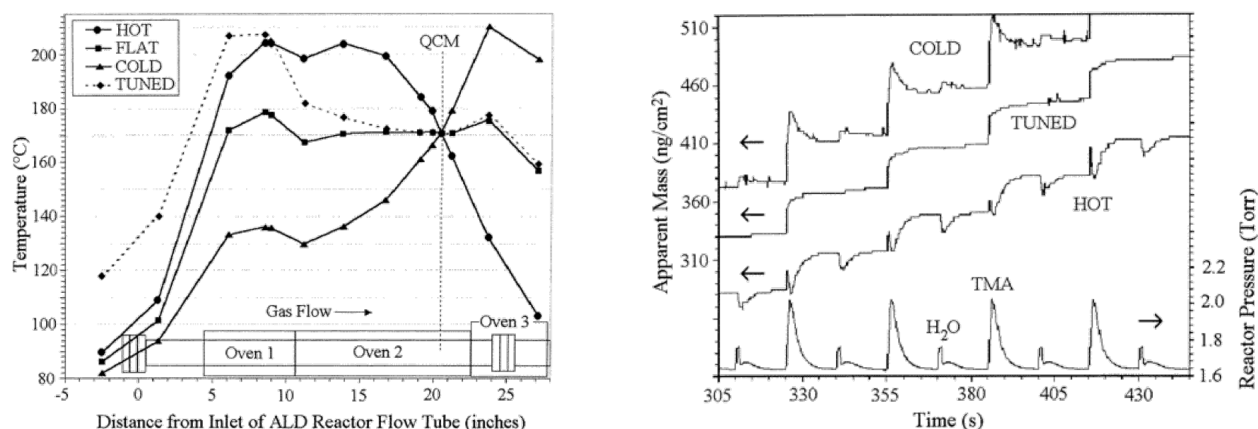 HOT
FLAT
COLD
TUNED
QCM
200
180
160
140
120
100
80
Temperature (°C)
Gas Flow
Oven 1
Oven 2
Oven 3
-5 0 5 10 15 20 25
Distance from Inlet of ALD Reactor Flow Tube (inches)
510
460
410
360
310
Apparent Mass (ng/cm2)
COLD
TUNED
HOT
TMA
H2O
2.2
2.0
1.8
1.6
Reactor Pressure (Torr)
305 330 355 380 405 430
Time (s)